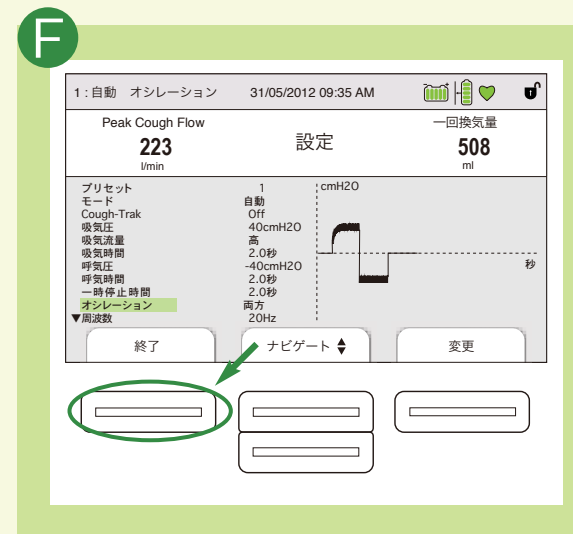 F
1:自動 オシレーション 31/05/2012 09:35 AM
Peak Cough Flow
223
l/min
設定
一回換気量
508
ml
プリセット 1
モード 自動
Cough-Trak Off
吸気圧 40cmH2O
吸気流量 高
吸気時間 2.0秒
呼気圧 -40cmH2O
呼気時間 2.0秒
一時停止時間 2.0秒
オシレーション 両方
▼周波数 20Hz
cmH2O
秒
終了 ナビゲート 変更